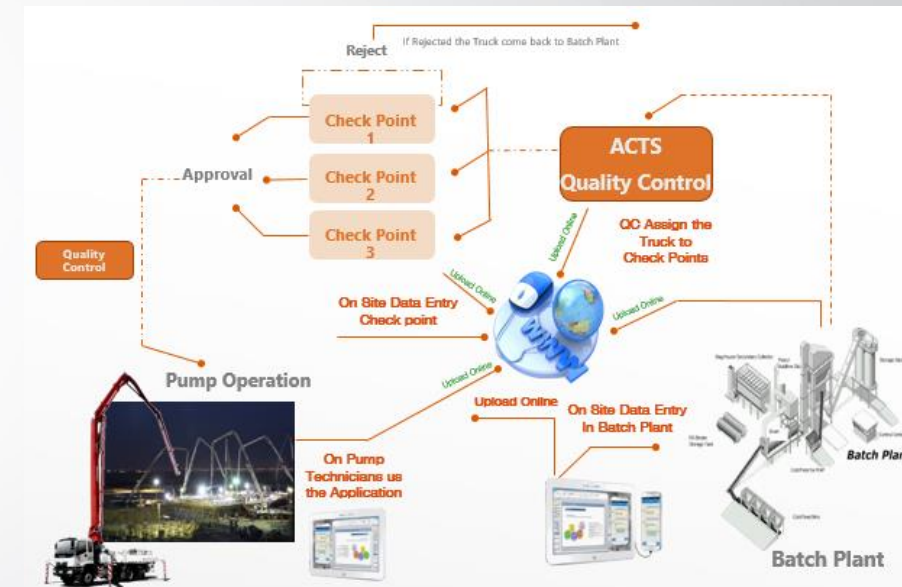 If Rejected the Truck come back to Batch Plant
Reject
Check Point
1
ACTS
Quality Control
Approval
Check Point
2
Check Point
3
QC Assign the
Truck to
Check Points
Upload Online
Quality
Control
Upload Online
On Site Data Entry
Check point
Upload Online
WWW
Pump Operation
Upload Online
Upload Online
On Site Data Entry
In Batch Plant
On Pump
Technicians us
the Application
Batch Plan
Batch Plant